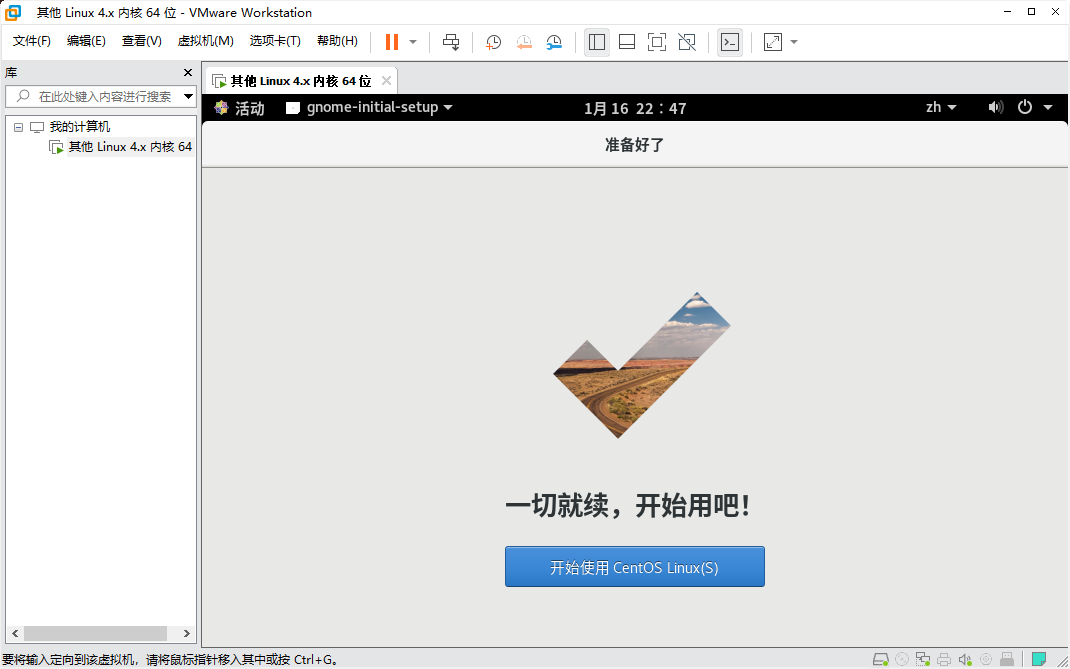 其他 Linux 4.x 内核 64 位 - VMware Workstation
文件(F) 编辑(E) 查看(V) 虚拟机(M) 选项卡(T) 帮助(H)
库
其他 Linux 4.x 内核 64 位
在此处键入内容进行搜索
活动 gnome-initial-setup 1月 16 22：47 zh
我的计算机
准备好了
其他 Linux 4.x 内核 64
一切就续，开始用吧！
开始使用 CentOS Linux(S)
要将输入定向到该虚拟机，请将鼠标指针移入其中或按 Ctrl+G。